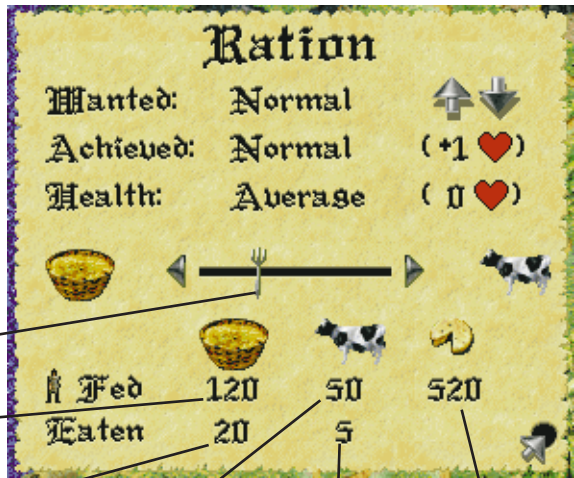 Ration
Wanted: Normal
Achieved: Normal (+1)
Health: Average (0)
Fed 120 50 520
Eaten 20 5